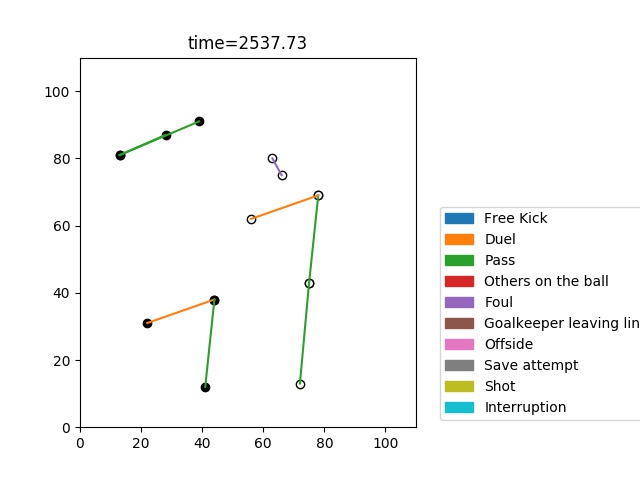 time=2537.73
100
80
60
40
20
0
0 20 40 60 80 100
Free Kick
Duel
Pass
Others on the ball
Foul
Goalkeeper leaving lin
Offside
Save attempt
Shot
Interruption